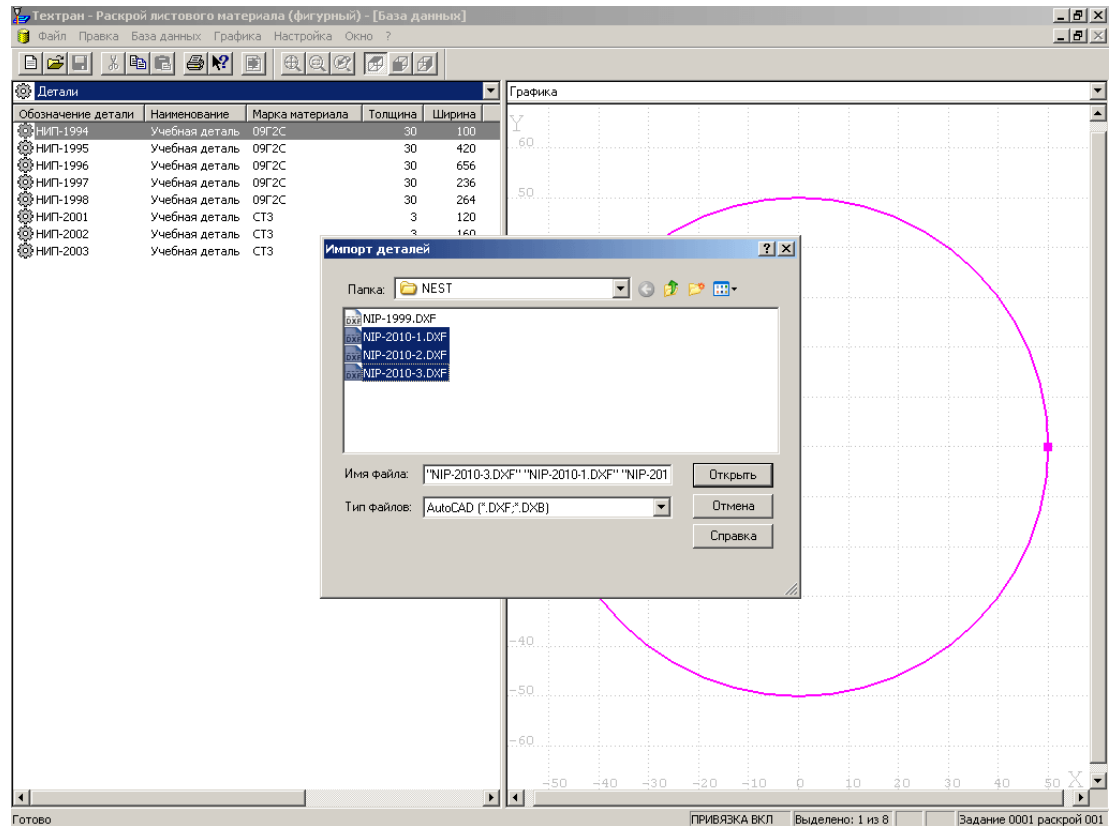 Техтран - Раскрой листового материала (фигурный) - [База данных]
Файл Правка База данных Графика Настройка Окно ?
Детали
Графика
Обозначение детали Наименование Марка материала Толщина Ширина
НИП-1994 Учебная деталь 09Г2С 30 100
НИП-1995 Учебная деталь 09Г2С 30 420
НИП-1996 Учебная деталь 09Г2С 30 656
НИП-1997 Учебная деталь 09Г2С 30 236
НИП-1998 Учебная деталь 09Г2С 30 264
НИП-2001 Учебная деталь СТ3 3 120
НИП-2002 Учебная деталь СТ3 3 160
НИП-2003 Учебная деталь СТ3
Импорт деталей
Папка: NEST
NIP-1999.DXF
NIP-2010-1.DXF
NIP-2010-2.DXF
NIP-2010-3.DXF
Имя файла: "NIP-2010-3.DXF" "NIP-2010-1.DXF" "NIP-201
Открыть
Тип файлов: AutoCAD (*.DXF;*.DXB)
Отмена
Справка
Y
60
50
-40
-50
-60
-50 -40 -30 -20 -10 0 10 20 30 40 50 X
Готово
ПРИВЯЗКА ВКЛ Выделено: 1 из 8 Задание 0001 раскрой 001